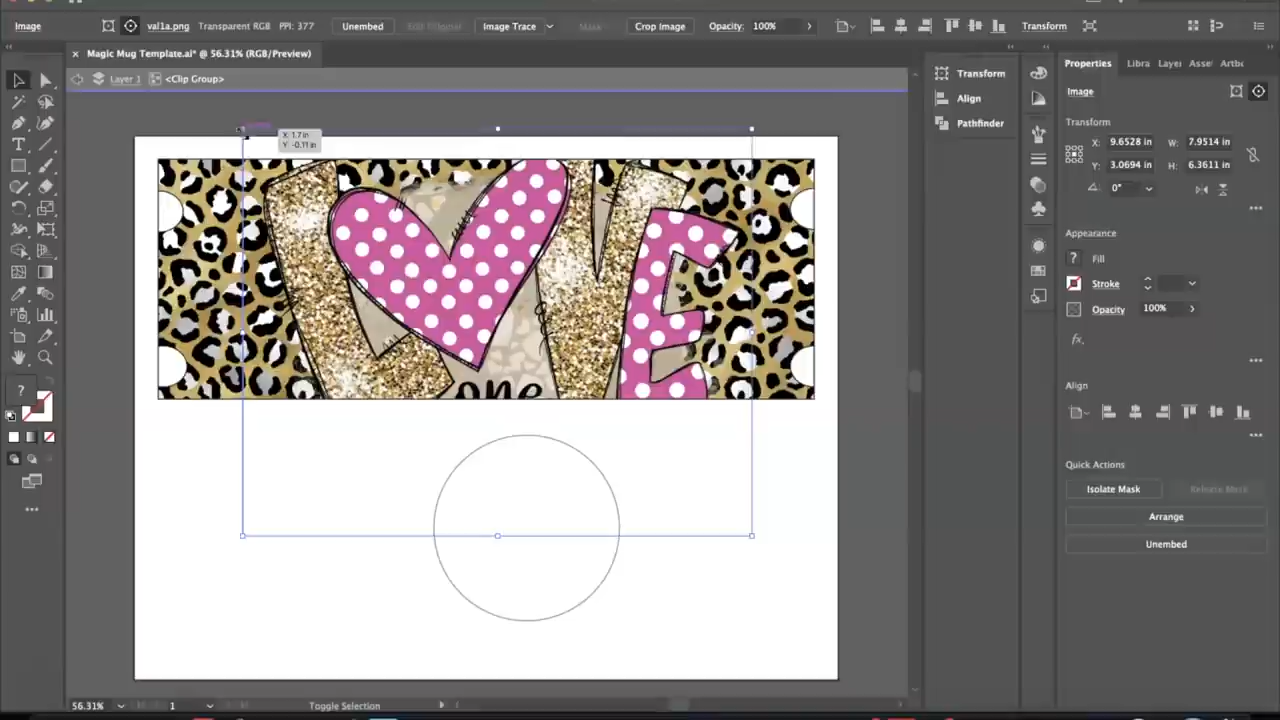 Image val1a.png Transparent RGB PPI: 377 Unembed Edit Original Image Trace Mask Crop Image Opacity: 100% Transform
Magic Mug Template.ai* @ 56.31% (RGB/Preview)
Layer 1 <Clip Group>
X: 1.7 in
Y: -0.11 in
one
Transform
Align
Pathfinder
Properties Libra Layer Asse Artb
Image
Transform
X: 9.6528 in W: 7.9514 in
Y: 3.0694 in H: 6.3611 in
0°
Appearance
? Fill
Stroke
Opacity 100%
fx.
Align
Quick Actions
Isolate Mask Release Mask
Arrange
Unembed
?
56.31% 1 Toggle Selection